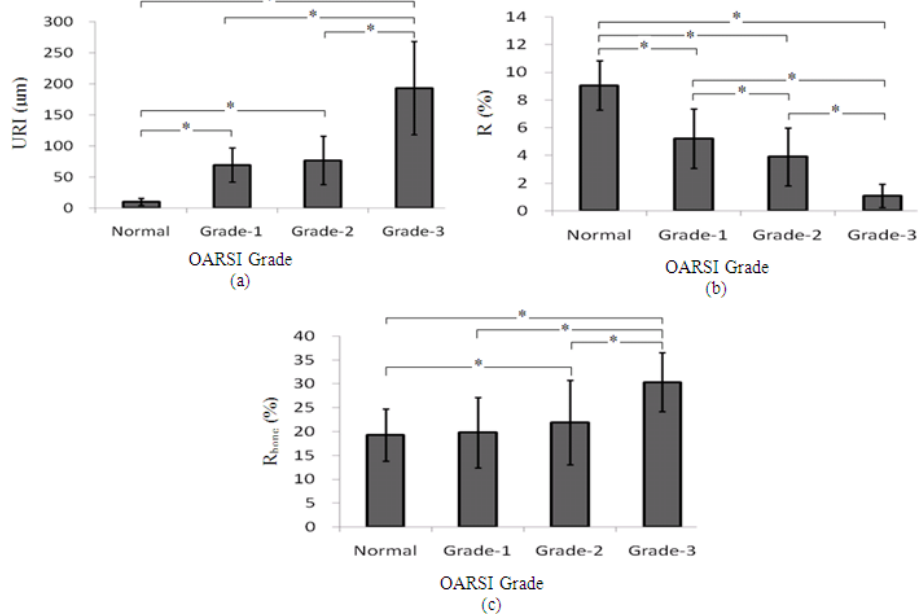 300
250
200
150
100
50
0
URI (µm)
* * * * *
Normal Grade-1 Grade-2 Grade-3
OARSI Grade
(a)
14
12
10
8
6
4
2
0
R (%)
* * * * * *
Normal Grade-1 Grade-2 Grade-3
OARSI Grade
(b)
40
35
30
25
20
15
10
5
0
Rbone (%)
* * * *
Normal Grade-1 Grade-2 Grade-3
OARSI Grade
(c)